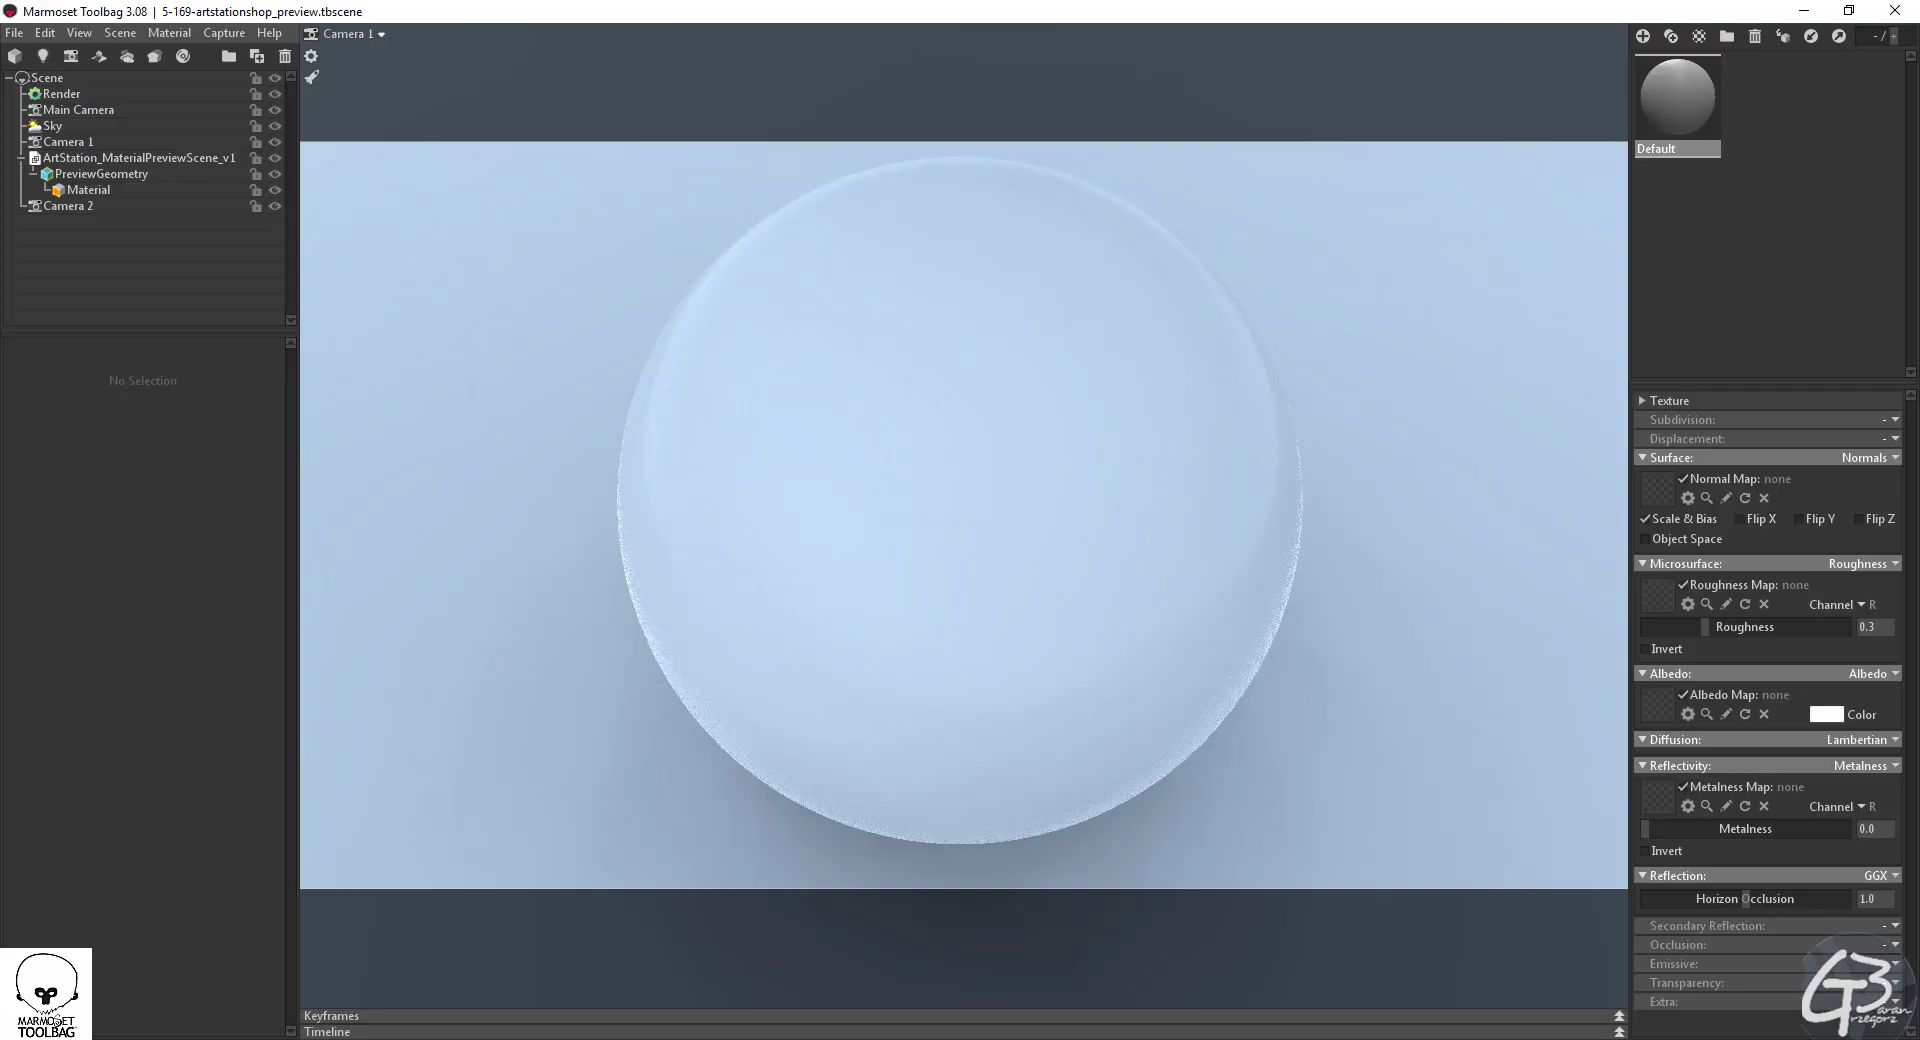 Marmoset Toolbag 3.08 | 5-169-artstationshop_preview.tbscene
File Edit View Scene Material Capture Help
Camera 1
- / +
Scene
Render
Main Camera
Sky
Camera 1
ArtStation_MaterialPreviewScene_v1
PreviewGeometry
Material
Camera 2
No Selection
Default
Texture
Subdivision: -
Displacement: -
Surface: Normals
Normal Map: none
Scale & Bias Flip X Flip Y Flip Z
Object Space
Microsurface: Roughness
Roughness Map: none
Channel R
Roughness 0.3
Invert
Albedo: Albedo
Albedo Map: none
Color
Diffusion: Lambertian
Reflectivity: Metalness
Metalness Map: none
Channel R
Metalness 0.0
Invert
Reflection: GGX
Horizon Occlusion 1.0
Secondary Reflection: -
Occlusion: -
Emissive:
Transparency:
Extra:
Keyframes
Timeline
MARMOSET
TOOLBAG
G3
aran
rzegorz